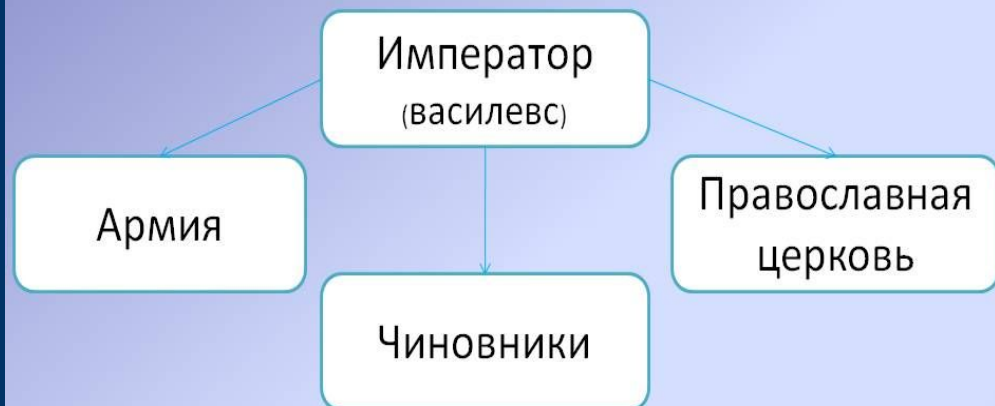 Император
(василевс)
Армия
Православная
церковь
Чиновники